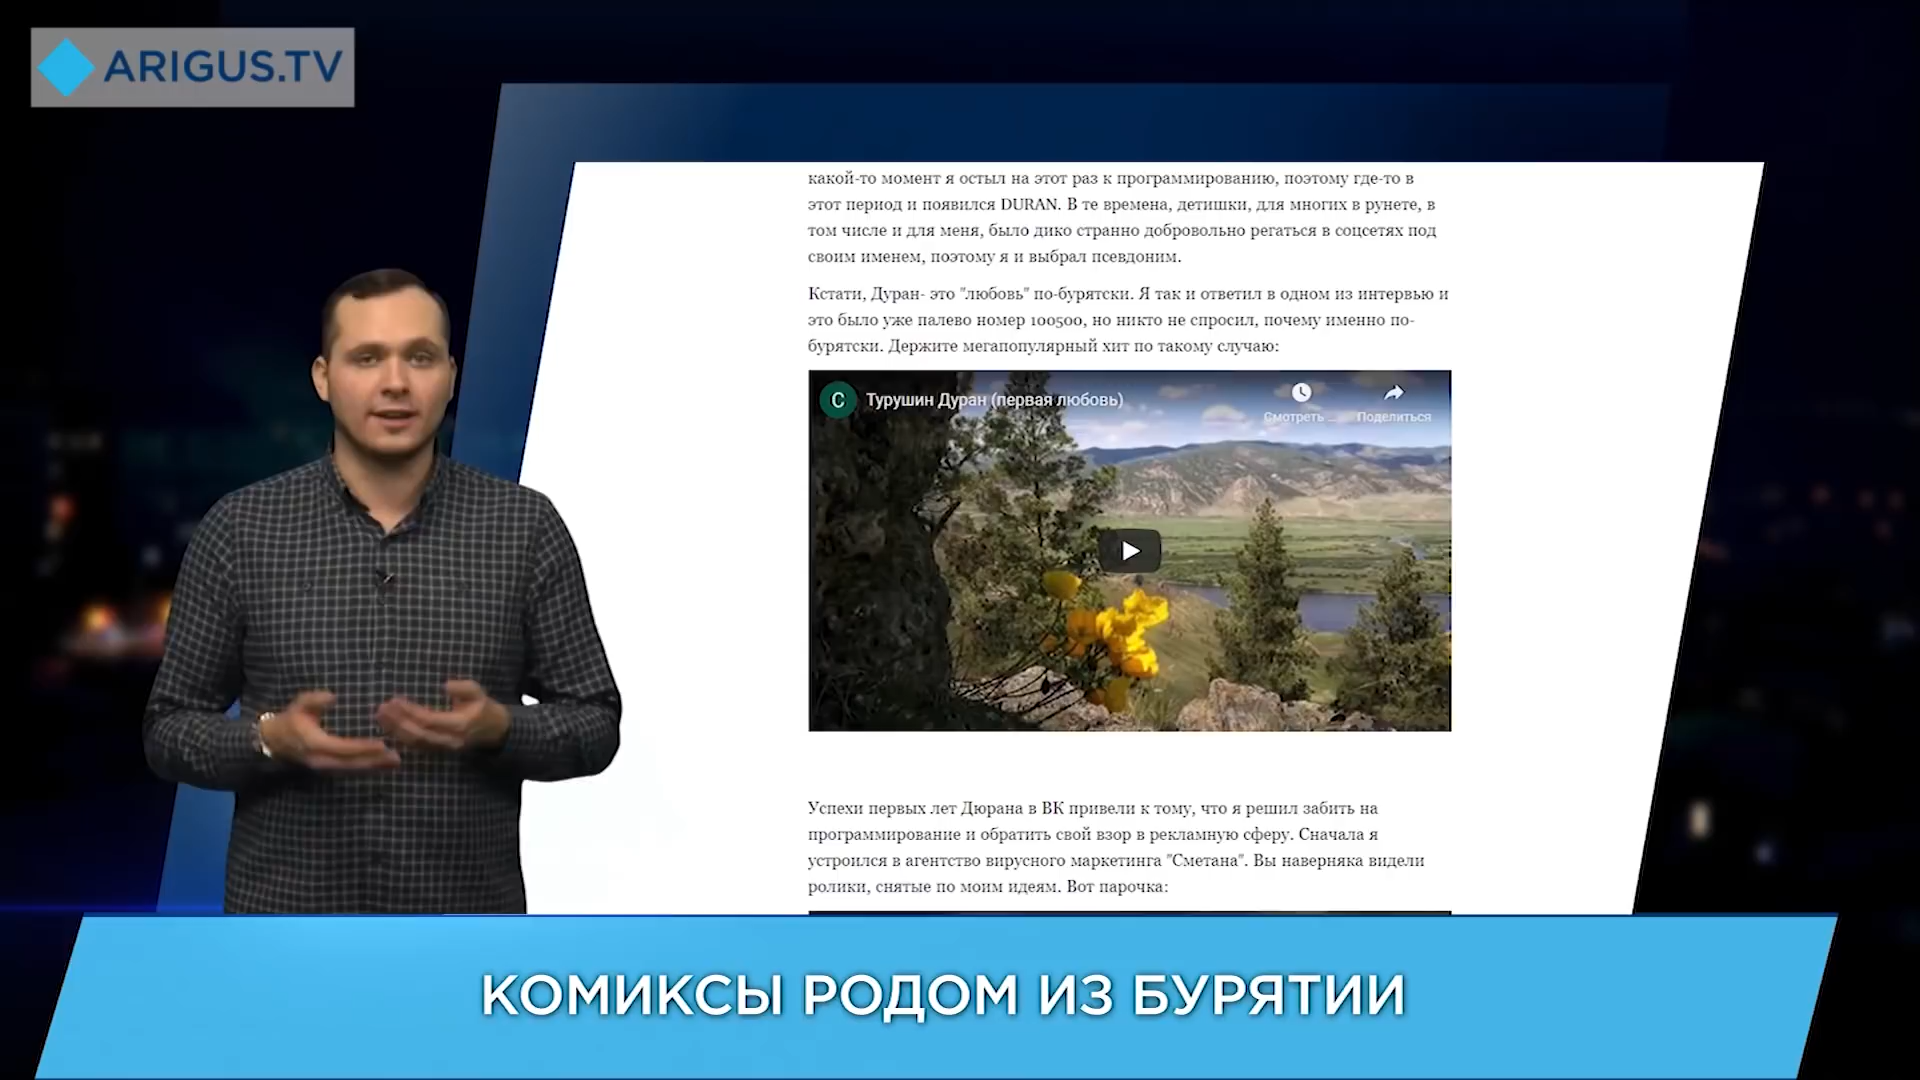 ARIGUS.TV
какой-то момент я остыл на этот раз к программированию, поэтому где-то в
этот период и появился DURAN. В те времена, детишки, для многих в рунете, в
том числе и для меня, было дико странно добровольно регаться в соцсетях под
своим именем, поэтому я и выбрал псевдоним.
Кстати, Дуран- это "любовь" по-бурятски. Я так и ответил в одном из интервью и
это было уже палево номер 100500, но никто не спросил, почему именно по-
бурятски. Держите мегапопулярный хит по такому случаю:
С Турушин Дуран (первая любовь)
Смотреть ... Поделиться
Успехи первых лет Дюрана в ВК привели к тому, что я решил забить на
программирование и обратить свой взор в рекламную сферу. Сначала я
устроился в агентство вирусного маркетинга "Сметана". Вы наверняка видели
ролики, снятые по моим идеям. Вот парочка:
КОМИКСЫ РОДОМ ИЗ БУРЯТИИ